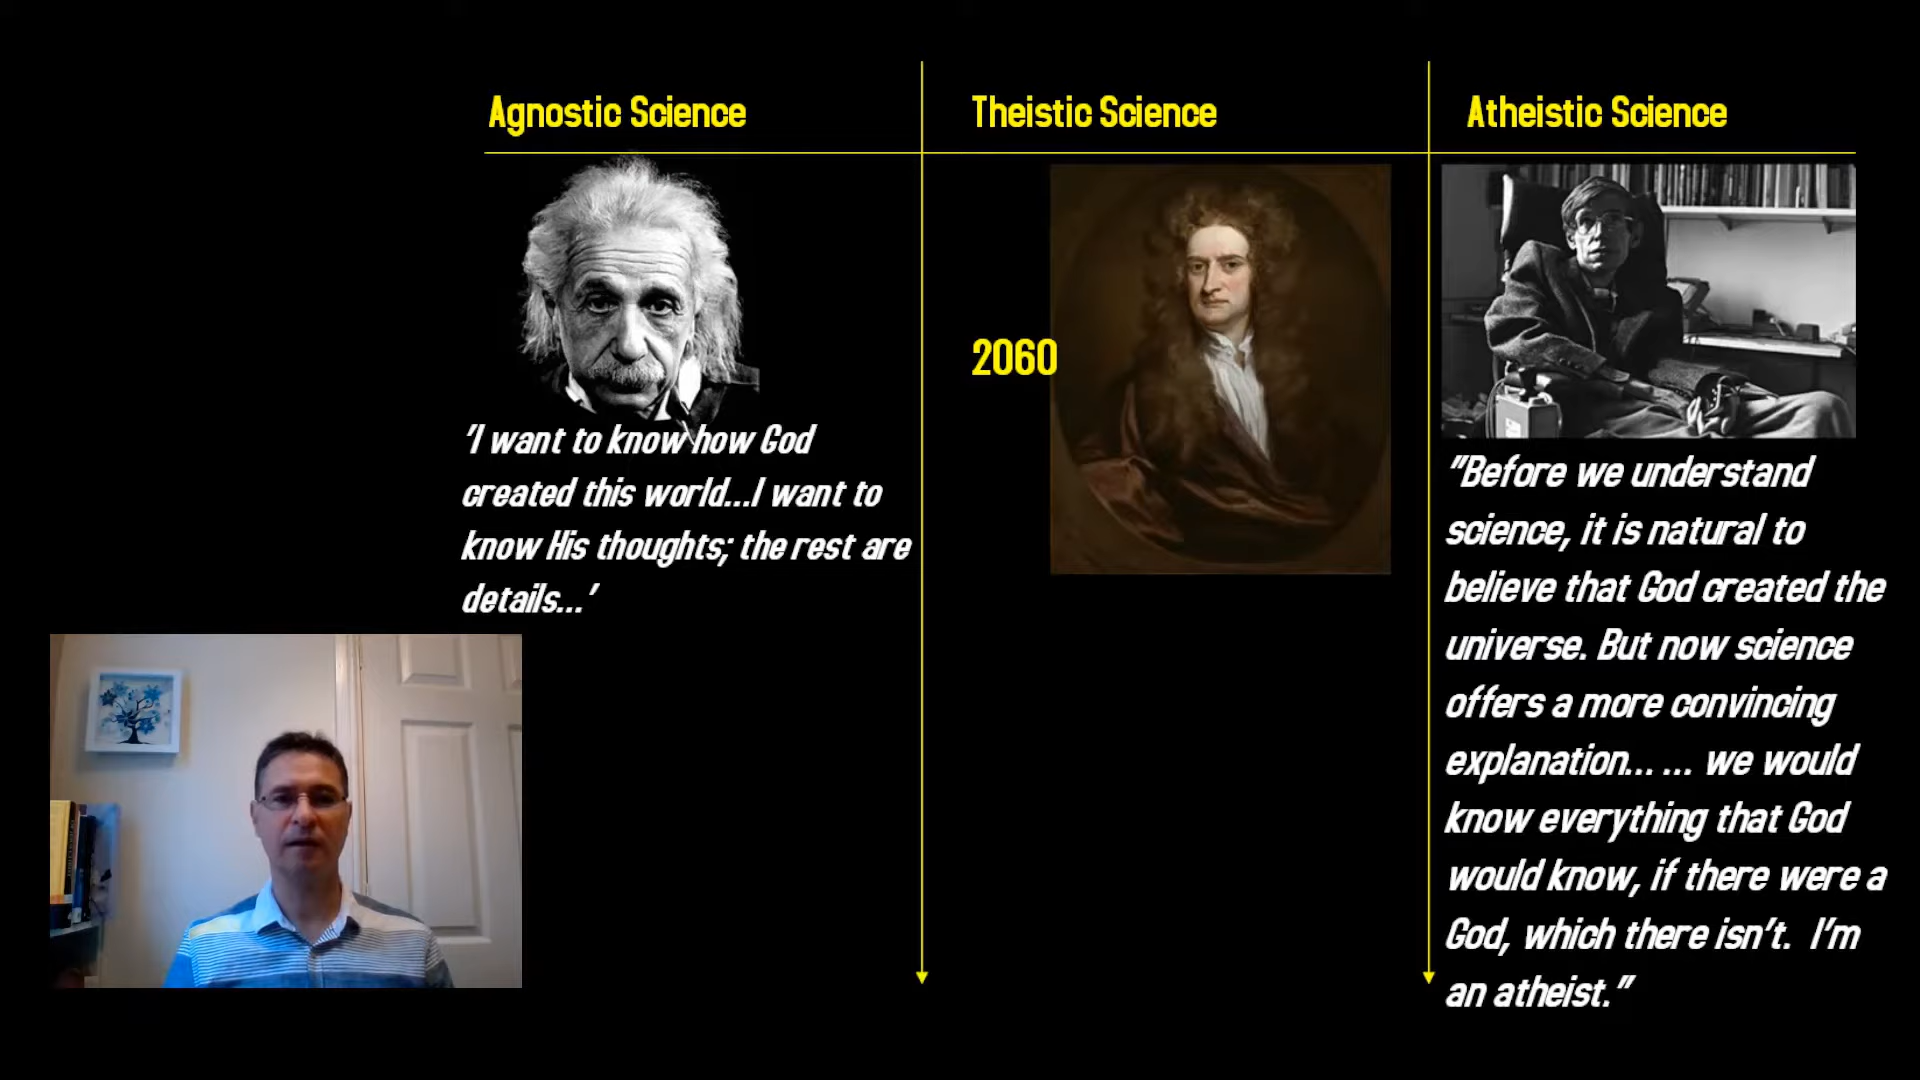 Agnostic Science
Theistic Science
Atheistic Science
'I want to know how God
created this world...I want to
know His thoughts; the rest are
details...'
2060
"Before we understand
science, it is natural to
believe that God created the
universe. But now science
offers a more convincing
explanation... ... we would
know everything that God
would know, if there were a
God, which there isn't. I'm
an atheist."